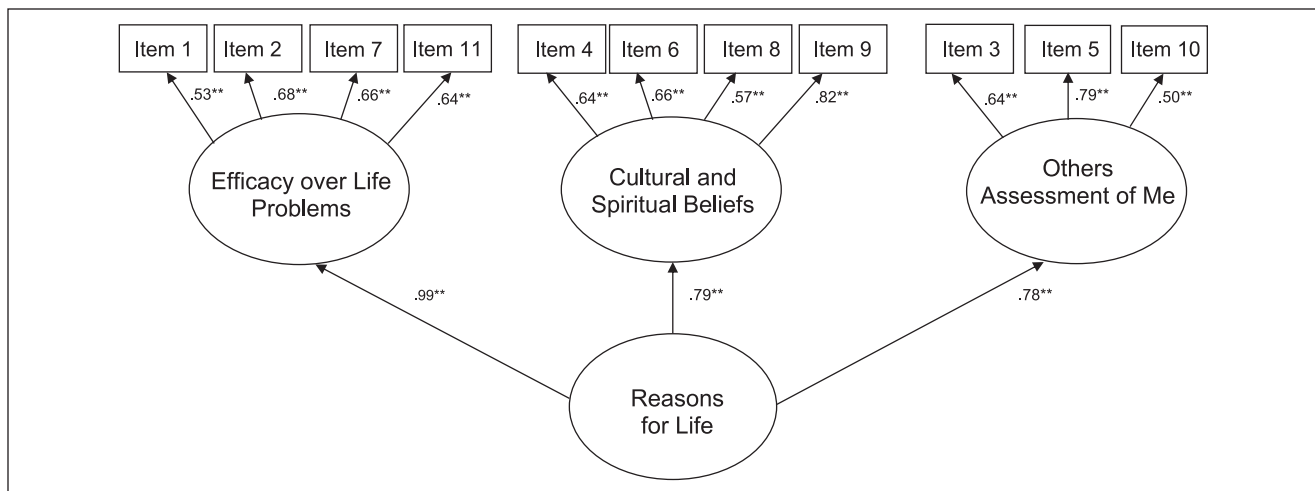 Item 1 Item 2 Item 7 Item 11 Item 4 Item 6 Item 8 Item 9 Item 3 Item 5 Item 10
.53** .68** .66** .64** .64** .66** .57** .82** .64** .79** .50**
Efficacy over Life
Problems
Cultural and
Spiritual Beliefs
Others
Assessment of Me
.99** .79** .78**
Reasons
for Life